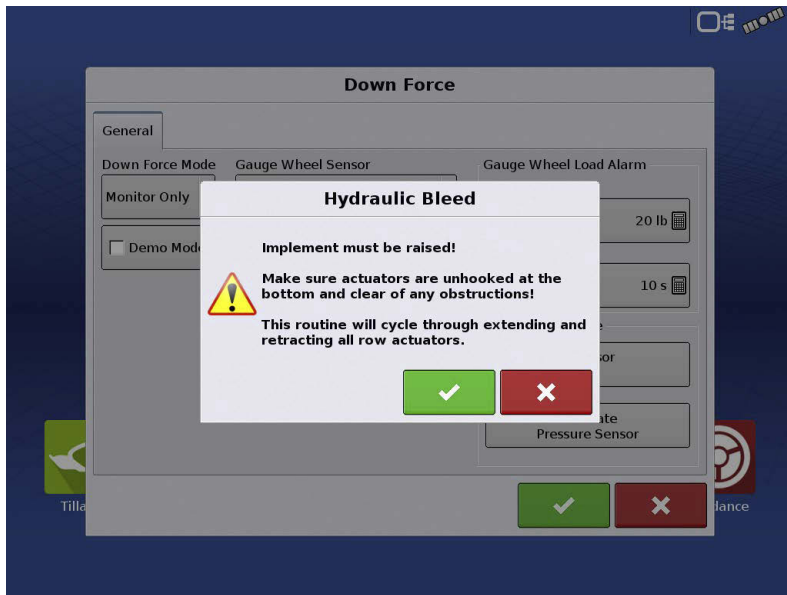 Down Force
General
Down Force Mode
Gauge Wheel Sensor
Gauge Wheel Load Alarm
Monitor Only
20 lb
Demo Mode
10 s
Hydraulic Bleed
Implement must be raised!
Make sure actuators are unhooked at the
bottom and clear of any obstructions!
This routine will cycle through extending and
retracting all row actuators.
Pressure Sensor